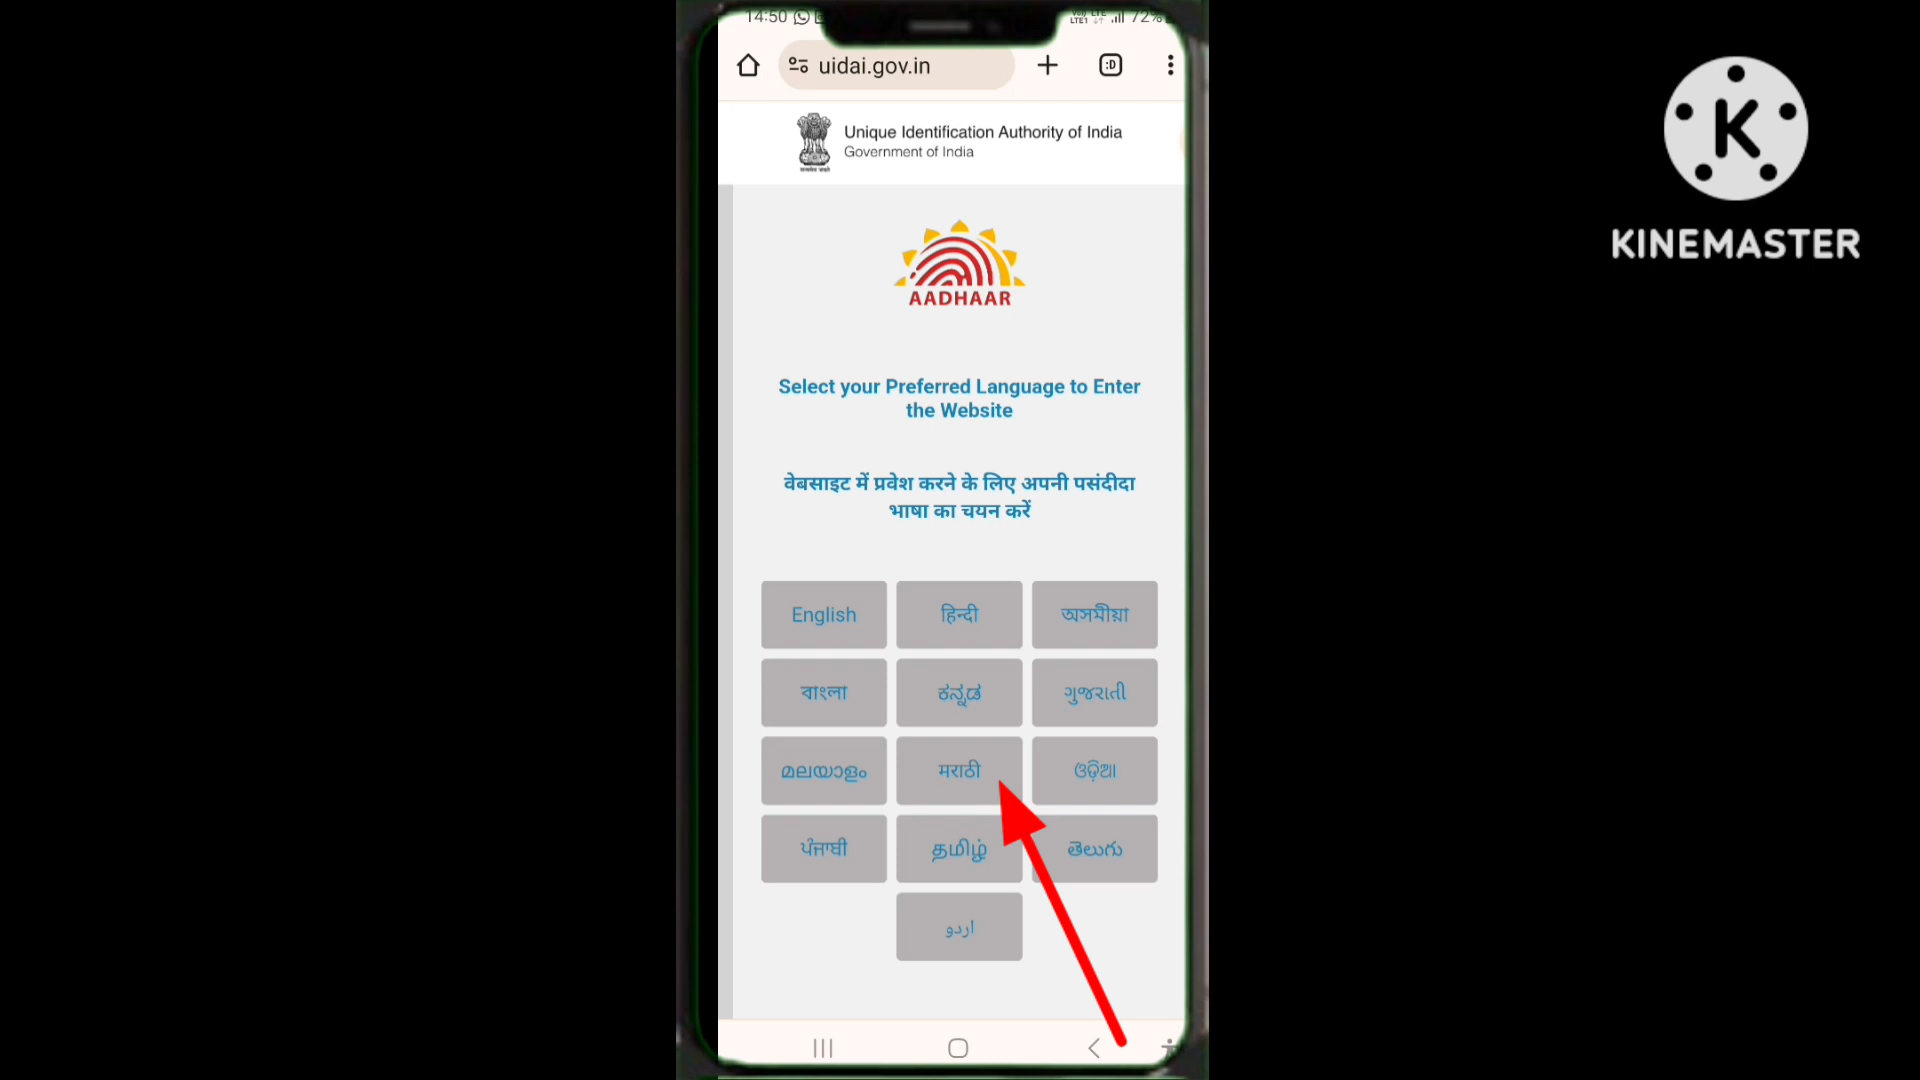 14:50
72%
uidai.gov.in
:D
Unique Identification Authority of India
Government of India
AADHAAR
Select your Preferred Language to Enter
the Website
वेबसाइट में प्रवेश करने के लिए अपनी पसंदीदा
भाषा का चयन करें
English हिन्दी অসমীয়া
বাংলা ಕನ್ನಡ ગુજરાતી
മലയാളം मराठी ଓଡ଼ିଆ
ਪੰਜਾਬੀ தமிழ் తెలుగు
اردو
K
KINEMASTER